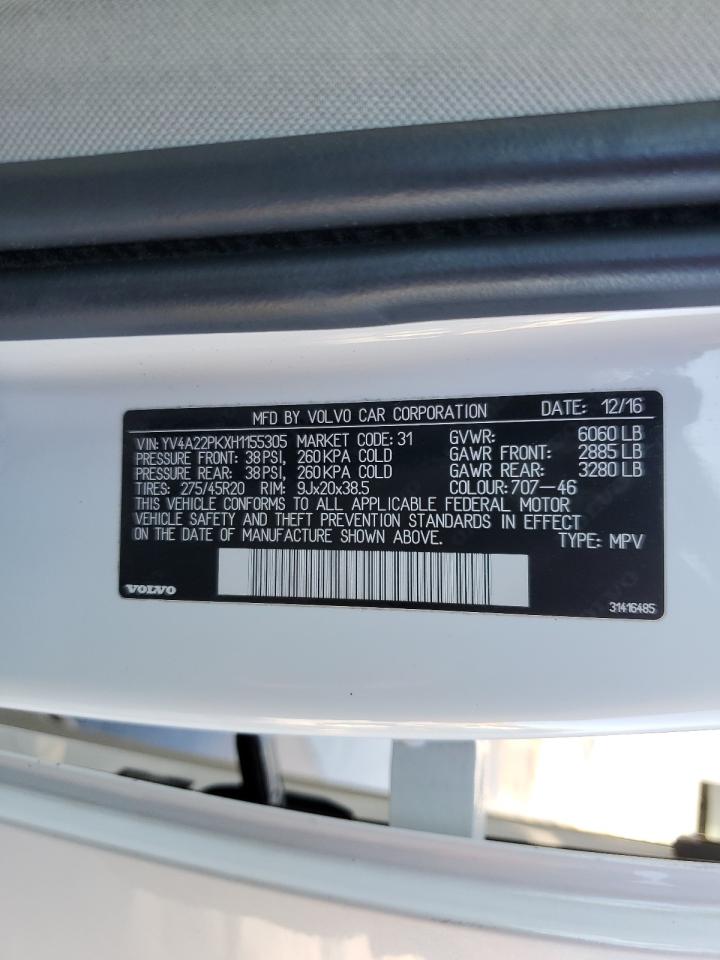 MFD BY VOLVO CAR CORPORATION DATE: 12/16
VIN: YV4A22PKXH1155305 MARKET CODE: 31 GVWR: 6060 LB
PRESSURE FRONT: 38 PSI, 260 KPA COLD GAWR FRONT: 2885 LB
PRESSURE REAR: 38 PSI, 260 KPA COLD GAWR REAR: 3280 LB
TIRES: 275/45R20 RIM: 9Jx20x38.5 COLOUR: 707-46
THIS VEHICLE CONFORMS TO ALL APPLICABLE FEDERAL MOTOR
VEHICLE SAFETY AND THEFT PREVENTION STANDARDS IN EFFECT
ON THE DATE OF MANUFACTURE SHOWN ABOVE. TYPE: MPV
VOLVO 31416485